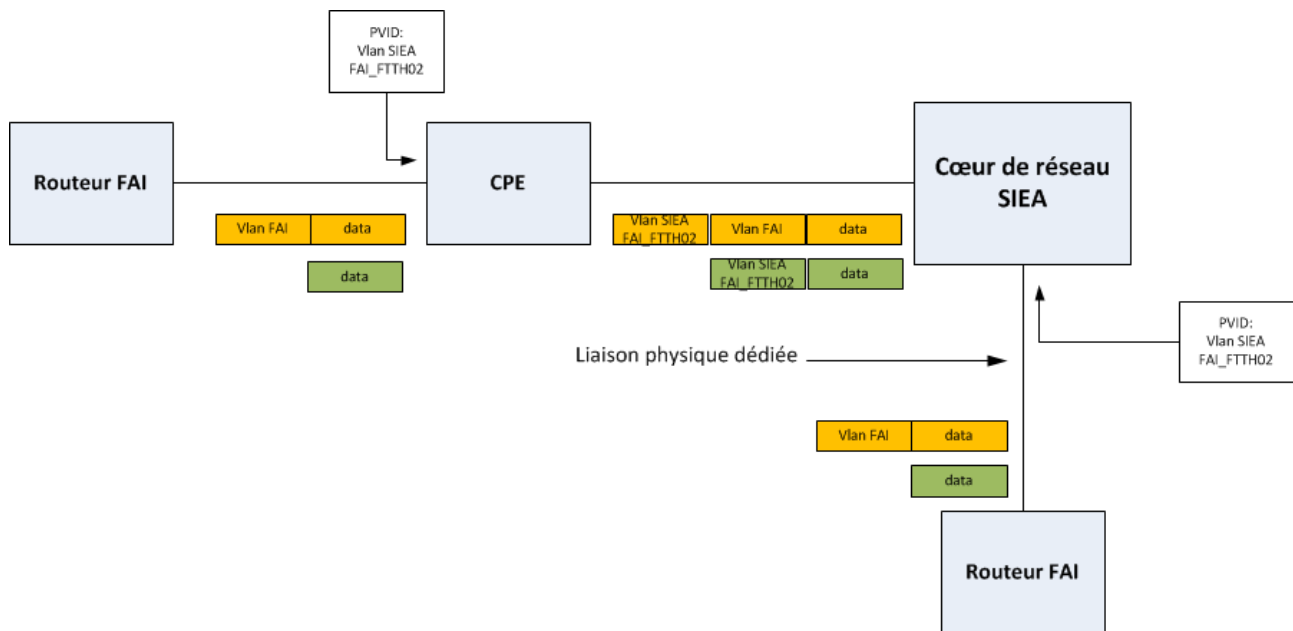 PVID:
Vlan SIEA
FAI_FTTH02
Routeur FAI
CPE
Cœur de réseau
SIEA
Vlan FAI data
data
Vlan SIEA
FAI_FTTH02
Vlan FAI data
Vlan SIEA
FAI_FTTH02
data
PVID:
Vlan SIEA
FAI_FTTH02
Liaison physique dédiée
Vlan FAI data
data
Routeur FAI